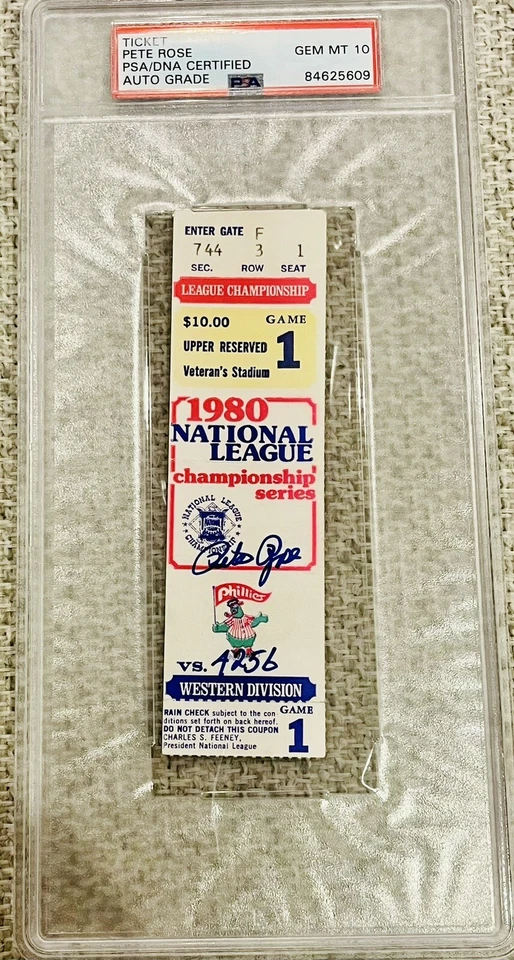 TICKET
PETE ROSE
PSA/DNA CERTIFIED
AUTO GRADE
PSA
GEM MT 10
84625609
ENTER GATE F
744 3 1
SEC. ROW SEAT
LEAGUE CHAMPIONSHIP
$10.00
UPPER RESERVED
Veteran's Stadium
GAME
1
1980
NATIONAL
LEAGUE
championship
series
NATIONAL LEAGUE
CHAMPIONSHIP
Pete Rose
Phillies
VS. 4256
WESTERN DIVISION
RAIN CHECK subject to the con-
ditions set forth on back hereof.
DO NOT DETACH THIS COUPON
CHARLES S. FEENEY,
President National League
GAME
1